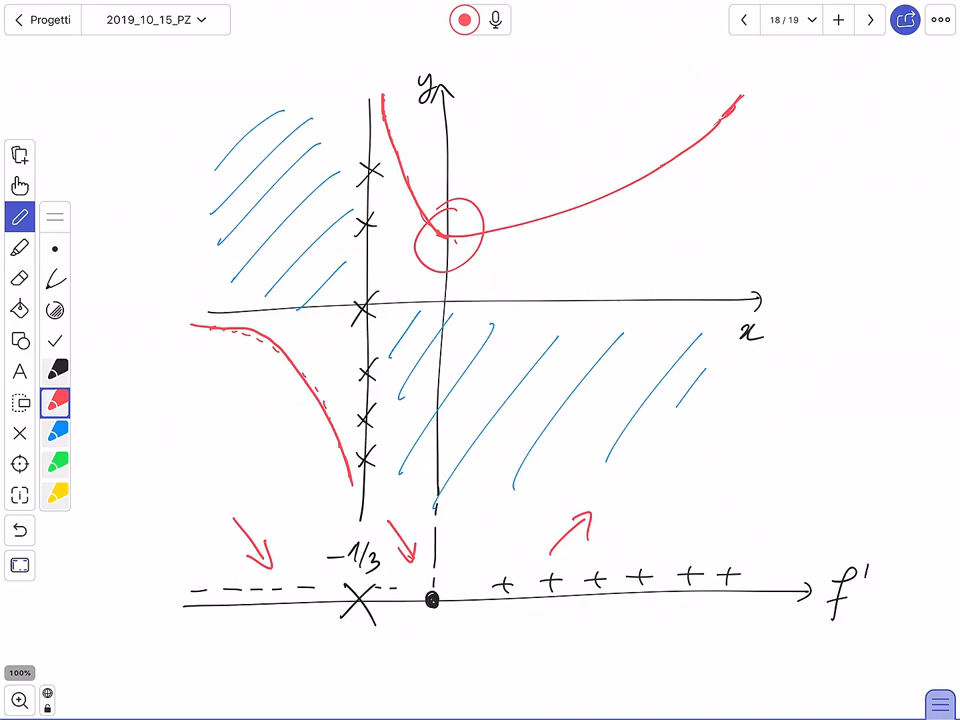 Progetti
2019_10_15_PZ
18 / 19
y
x
A
-1/3
- - - - - - - + + + + + +
f'
100%